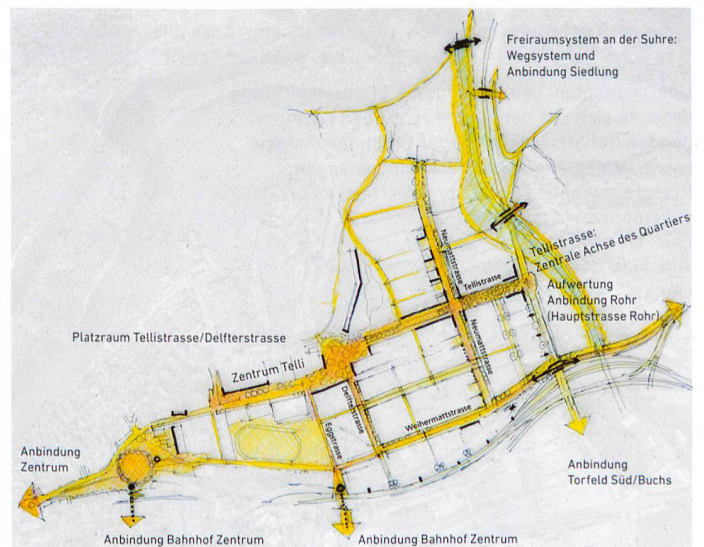 Freiraumsystem an der Suhre:
Wegsystem und
Anbindung Siedlung
Tellistrasse:
Zentrale Achse des Quartiers
Neumattstrasse
Tellistrasse
Aufwertung
Anbindung Rohr
(Hauptstrasse Rohr)
Platzraum Tellistrasse/Delfterstrasse
Neumattstrasse
Zentrum Telli
Delfterstrasse
Eggstrasse
Weihermattstrasse
Anbindung
Zentrum
Anbindung
Torfeld Süd/Buchs
Anbindung Bahnhof Zentrum
Anbindung Bahnhof Zentrum